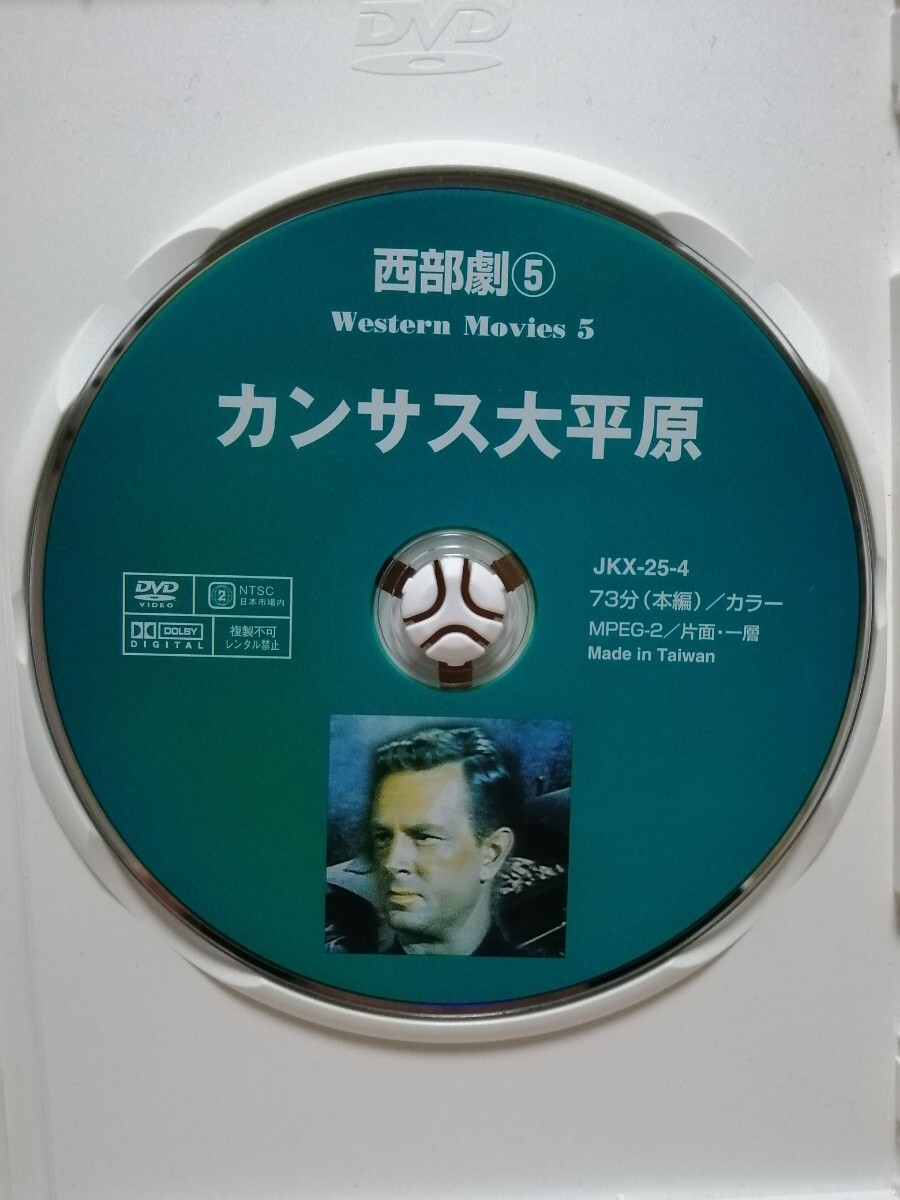 DVD
西部劇⑤
Western Movies 5
カンサス大平原
DVD
VIDEO
2
NTSC
日本市場内
DOLBY
DIGITAL
複製不可
レンタル禁止
JKX-25-4
73分(本編)/カラー
MPEG-2/片面・一層
Made in Taiwan